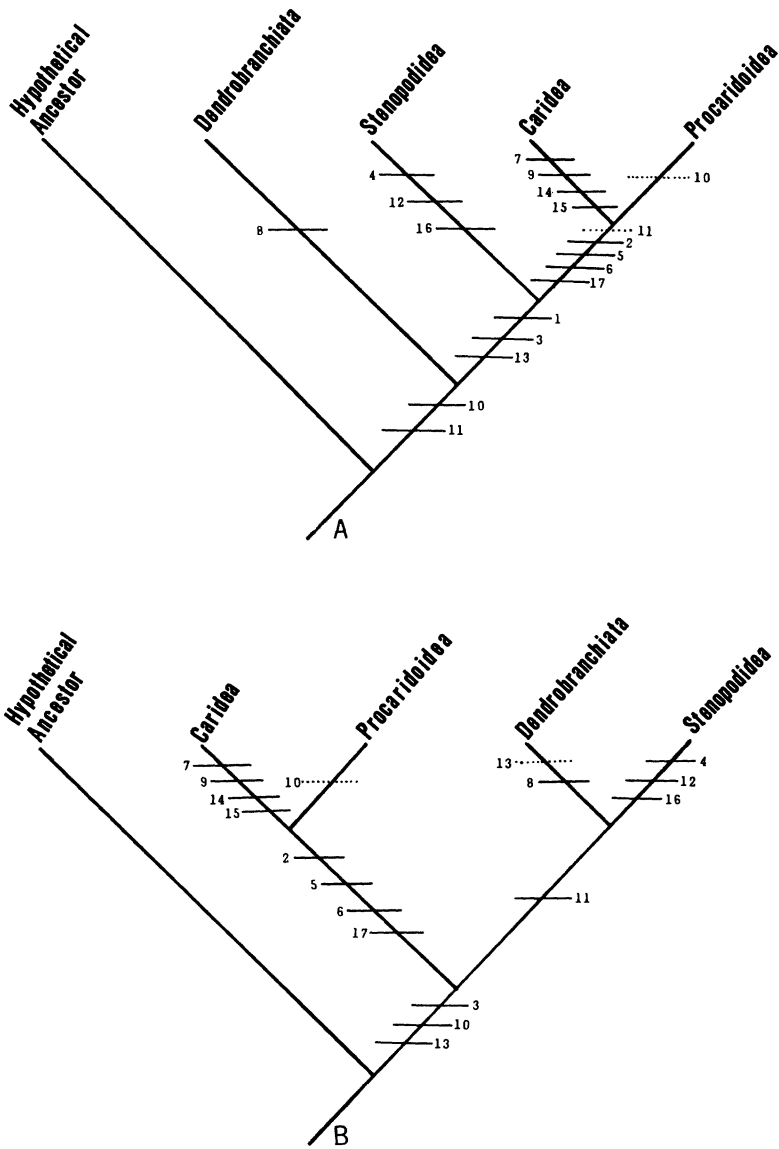 Hypothetical
Ancestor
Dendrobranchiata
Stenopodidea
Caridea
Procaridoidea
7
9
14
15
10
4
12
16
8
11
2
5
6
17
1
3
13
10
11
A
Hypothetical
Ancestor
Caridea
Procaridoidea
Dendrobranchiata
Stenopodidea
7
9
14
15
10
13
8
4
12
16
2
5
6
17
11
3
10
13
B